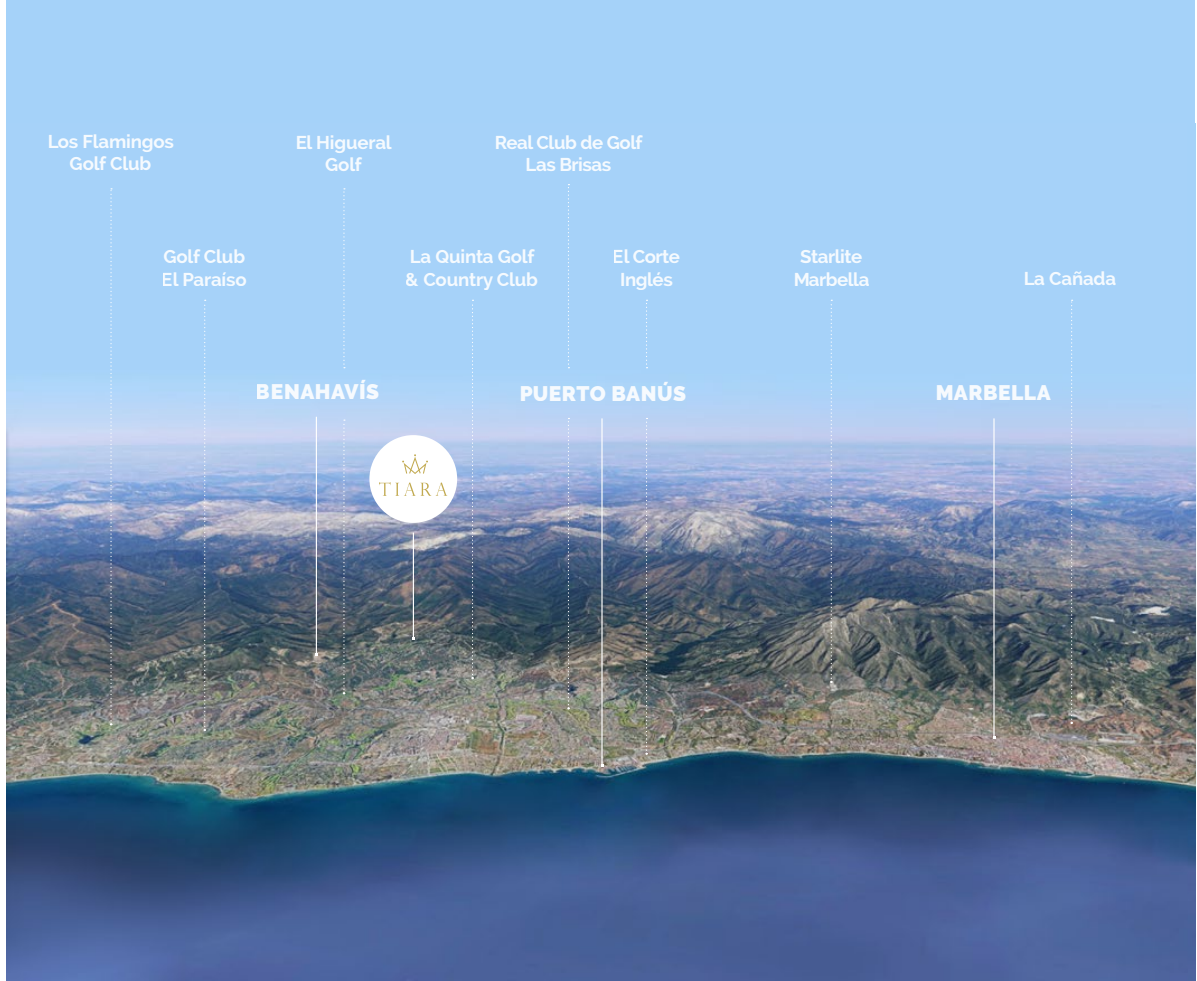 Los Flamingos
Golf Club
El Higueral
Golf
Real Club de Golf
Las Brisas
Golf Club
El Paraíso
La Quinta Golf
& Country Club
El Corte
Inglés
Starlite
Marbella
La Cañada
BENAHAVÍS
PUERTO BANÚS
MARBELLA
TIARA